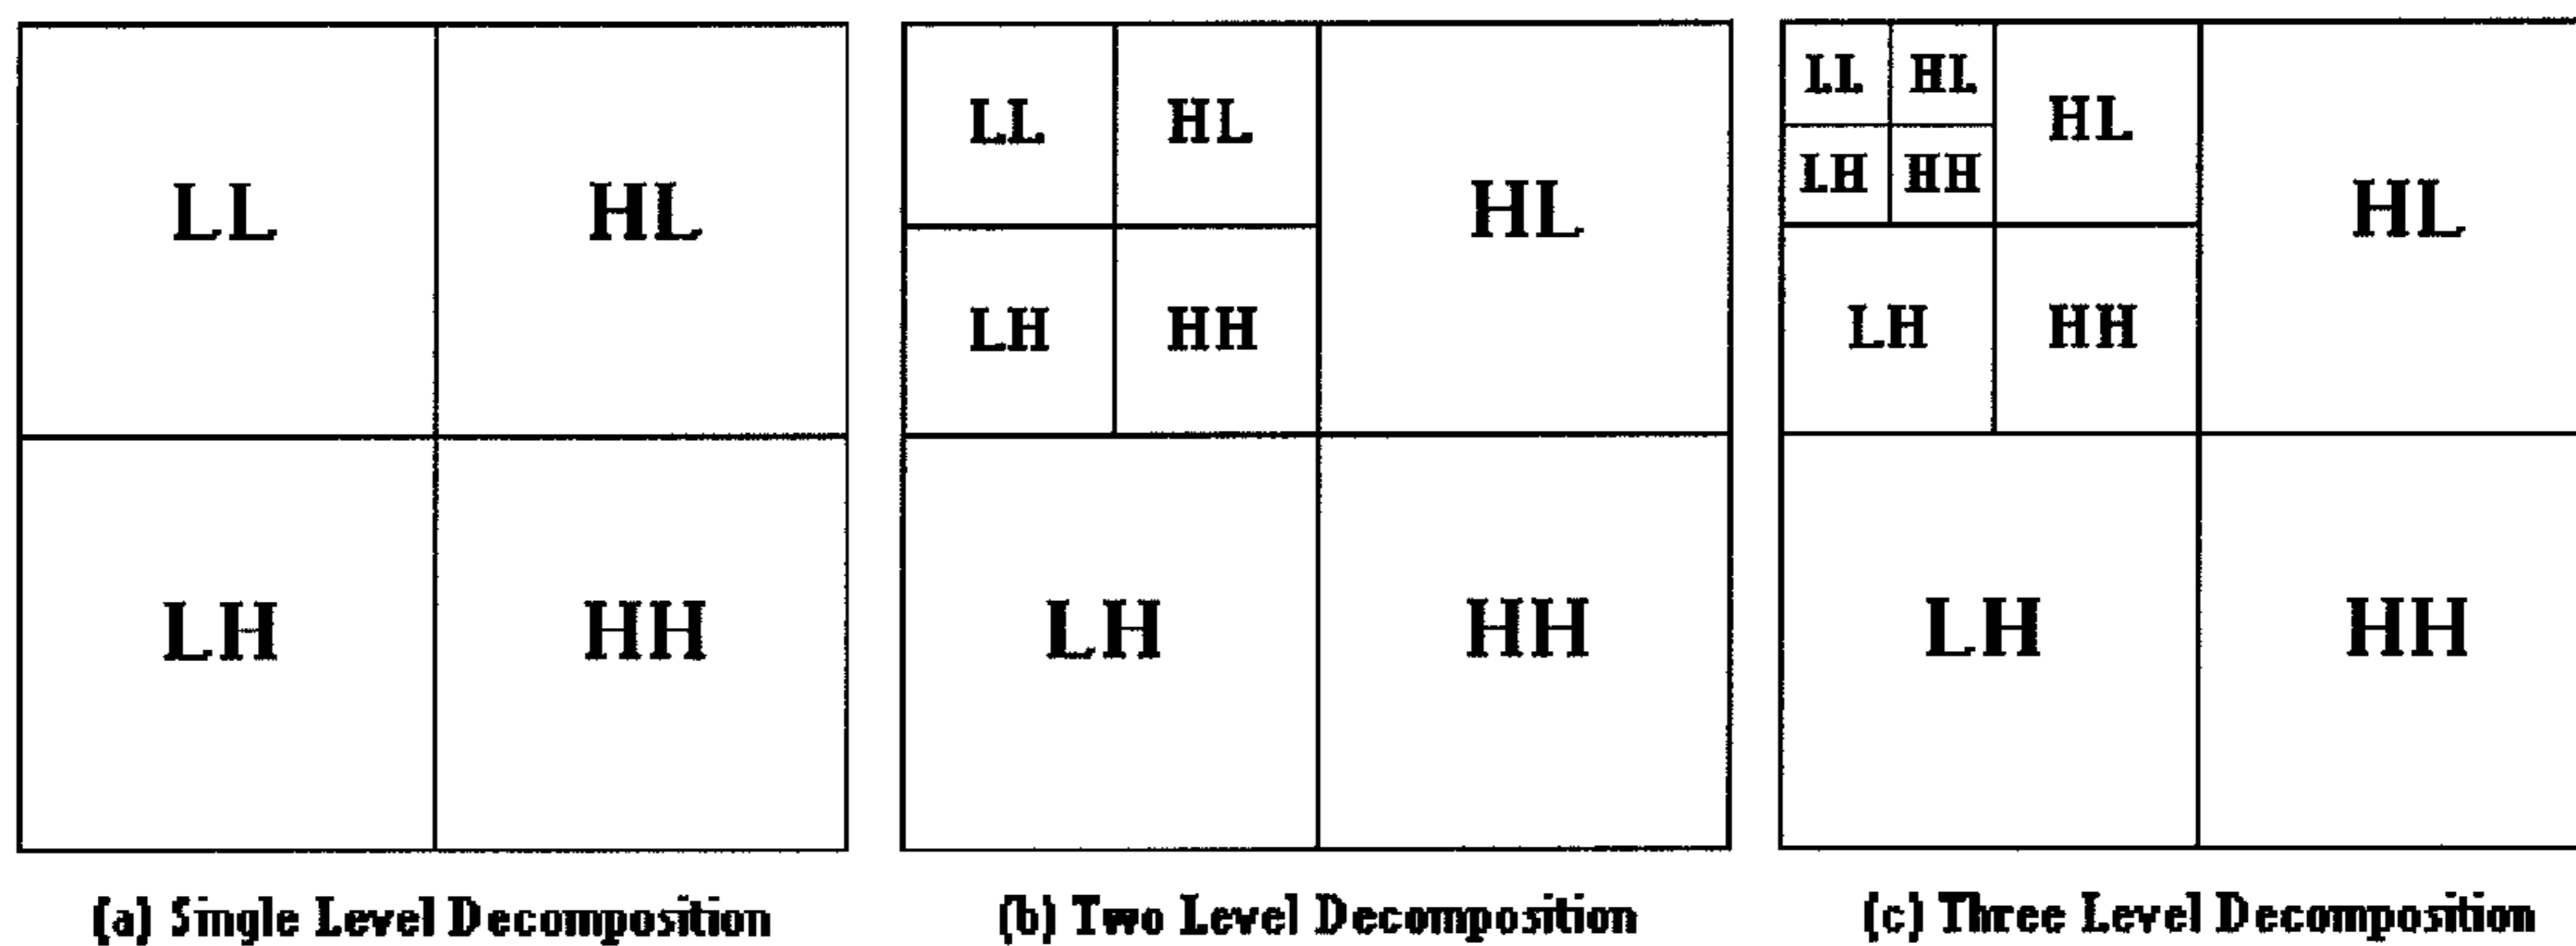 LL HL
LH HH
(a) Single Level Decomposition
LL HL
LH HH
HL
LH HH
(b) Two Level Decomposition
LL HL
LH HH
HL
LH HH
HL
LH HH
(c) Three Level Decomposition